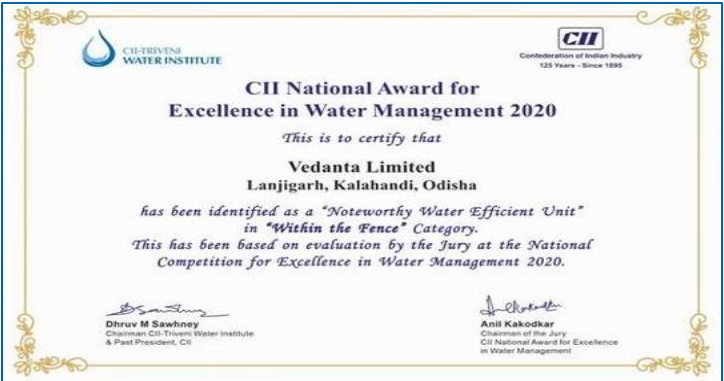 CII-TRIVENI
WATER INSTITUTE
CII
Confederation of Indian Industry
125 Years - Since 1895
CII National Award for
Excellence in Water Management 2020
This is to certify that
Vedanta Limited
Lanjigarh, Kalahandi, Odisha
has been identified as a "Noteworthy Water Efficient Unit"
in "Within the Fence" Category.
This has been based on evaluation by the Jury at the National
Competition for Excellence in Water Management 2020.
Dhruv M Sawhney
Chairman CII-Triveni Water Institute
& Past President, CII
Anil Kakodkar
Chairman of the Jury
CII National Award for Excellence
in Water Management